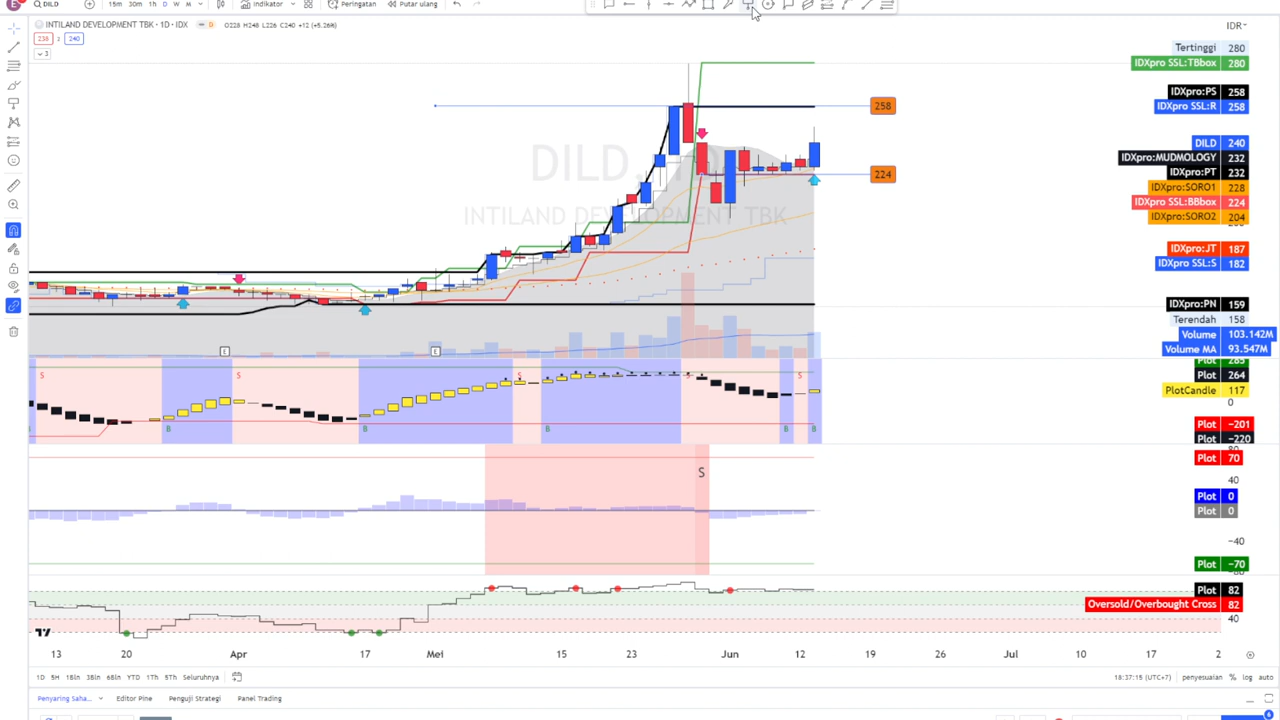 DILD
15m 30m 1h D W M
Indikator
Peringatan
Putar ulang
INTILAND DEVELOPMENT TBK · 1D · IDX
D
O228 H248 L226 C240 +12 (+5.26%)
IDR
238 2 240
3
Tertinggi 280
IDXpro SSL:TBbox 280
IDXpro:PS 258
IDXpro SSL:R 258
258
DILD 240
IDXpro:MUDMOLOGY 232
IDXpro:PT 232
224
IDXpro:SORO1 228
IDXpro SSL:BBbox 224
IDXpro:SORO2 204
INTILAND DEVELOPMENT TBK
IDXpro:JT 187
IDXpro SSL:S 182
IDXpro:PN 159
Terendah 158
Volume 103.142M
Volume MA 93.547M
E E
Plot 264
PlotCandle 117
0
S S S S
B B B B B
Plot −201
Plot −220
Plot 70
S
40
Plot 0
Plot 0
−40
Plot −70
Plot 82
Oversold/Overbought Cross 82
40
13 20 Apr 17 Mei 15 23 Jun 12 19 26 Jul 10 17 2
1D 5H 1bln 3bln 6bln YTD 1Th 5Th Seluruhnya
18:37:15 (UTC+7) penyesuaian % log auto
Penyaring Saha... Editor Pine Penguji Strategi Panel Trading